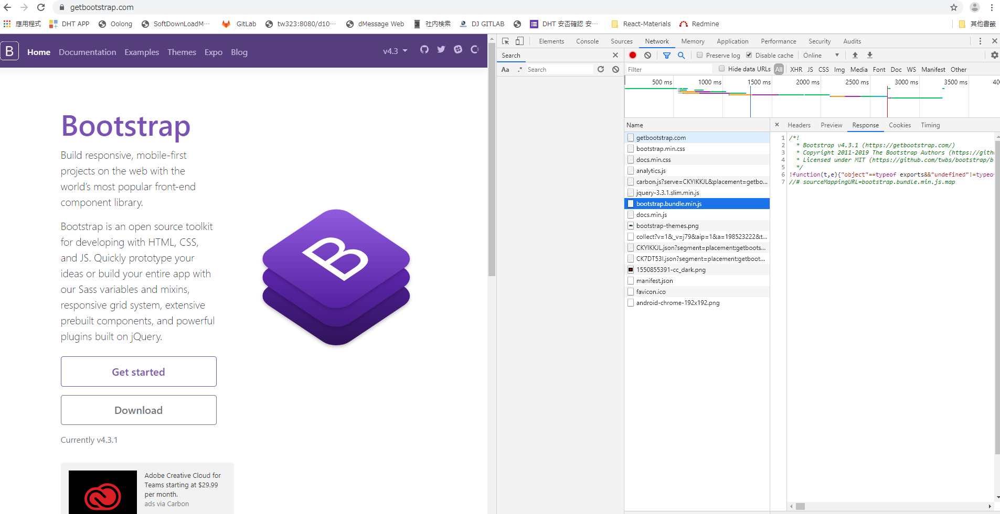 getbootstrap.com
應用程式 DHT APP Oolong SoftDownLoadM··· GitLab tw323:8080/d10··· dMessage Web 社內検索 DJ GITLAB DHT 安否確認 安··· React-Materials Redmine 其他書籤
B Home Documentation Examples Themes Expo Blog v4.3
Bootstrap
Build responsive, mobile-first
projects on the web with the
world's most popular front-end
component library.
Bootstrap is an open source toolkit
for developing with HTML, CSS,
and JS. Quickly prototype your
ideas or build your entire app with
our Sass variables and mixins,
responsive grid system, extensive
prebuilt components, and powerful
plugins built on jQuery.
B
Get started
Download
Currently v4.3.1
Adobe Creative Cloud for
Teams starting at $29.99
per month.
ads via Carbon
Elements Console Sources Network Memory Application Performance Security Audits
Search
Aa .* Search
Preserve log Disable cache Online
Filter Hide data URLs All XHR JS CSS Img Media Font Doc WS Manifest Other
500 ms 1000 ms 1500 ms 2000 ms 2500 ms 3000 ms 3500 ms 40
Name
getbootstrap.com
bootstrap.min.css
docs.min.css
analytics.js
carbon.js?serve=CKYIKKJL&placement=getbo...
jquery-3.3.1.slim.min.js
bootstrap.bundle.min.js
docs.min.js
bootstrap-themes.png
collect?v=1&_v=j79&aip=1&a=198523222&t...
CKYIKKJL.json?segment=placement:getboots...
CK7DT53I.json?segment=placement:getboot...
1550855391-cc_dark.png
manifest.json
favicon.ico
android-chrome-192x192.png
Headers Preview Response Cookies Timing
1 /*!
2 * Bootstrap v4.3.1 (https://getbootstrap.com/)
3 * Copyright 2011-2019 The Bootstrap Authors (https://gith
4 * Licensed under MIT (https://github.com/twbs/bootstrap/b
5 */
6 !function(t,e){"object"==typeof exports&&"undefined"!=typeo
7 //# sourceMappingURL=bootstrap.bundle.min.js.map